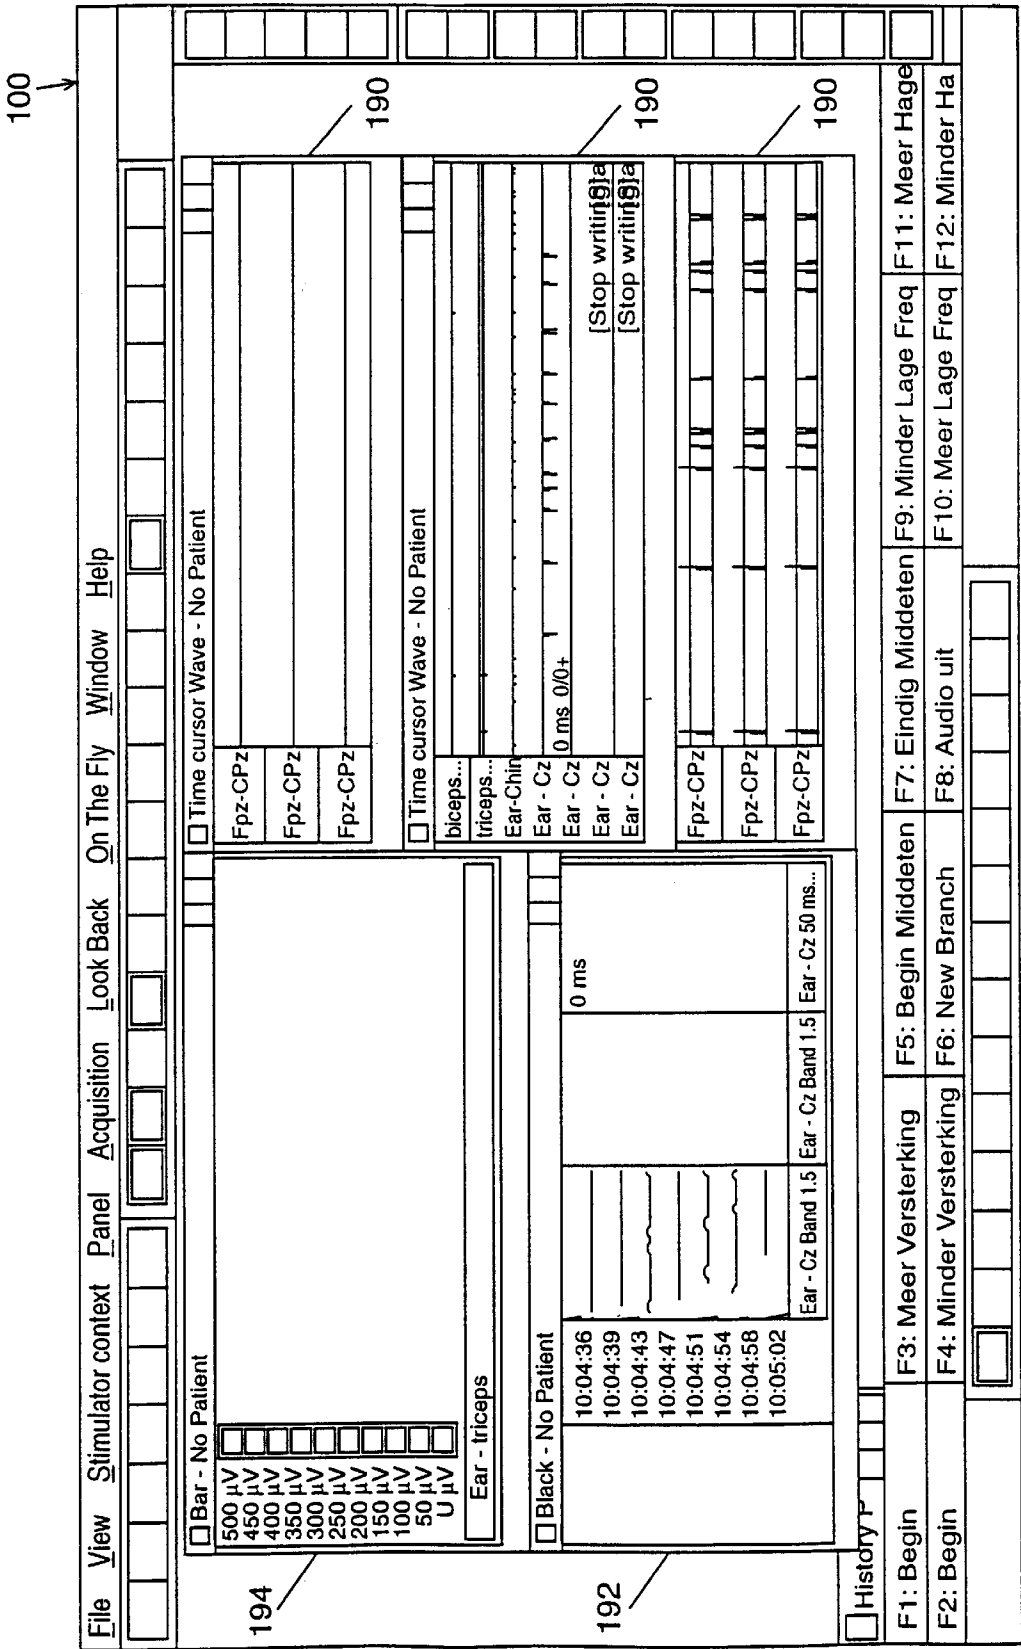 100
File View Stimulator context Panel Acquisition Look Back On The Fly Window Help
Bar - No Patient
500 µV
450 µV
400 µV
350 µV
300 µV
250 µV
200 µV
150 µV
100 µV
50 µV
U µV
Ear - triceps
194
Time cursor Wave - No Patient
Fpz-CPz
Fpz-CPz
Fpz-CPz
190
Black - No Patient
10:04:36
10:04:39
10:04:43
10:04:47
10:04:51
10:04:54
10:04:58
10:05:02
0 ms
Ear - Cz Band 1.5
Ear - Cz Band 1.5
Ear - Cz 50 ms...
192
Time cursor Wave - No Patient
biceps...
triceps...
Ear-Chin
Ear - Cz
Ear - Cz
Ear - Cz
Ear - Cz
0 ms 0/0+
[Stop writing]
[Stop writing]
190
Fpz-CPz
Fpz-CPz
Fpz-CPz
190
History P
F1: Begin F3: Meer Versterking F5: Begin Middeten F7: Eindig Middeten F9: Minder Lage Freq F11: Meer Hage
F2: Begin F4: Minder Versterking F6: New Branch F8: Audio uit F10: Meer Lage Freq F12: Minder Ha